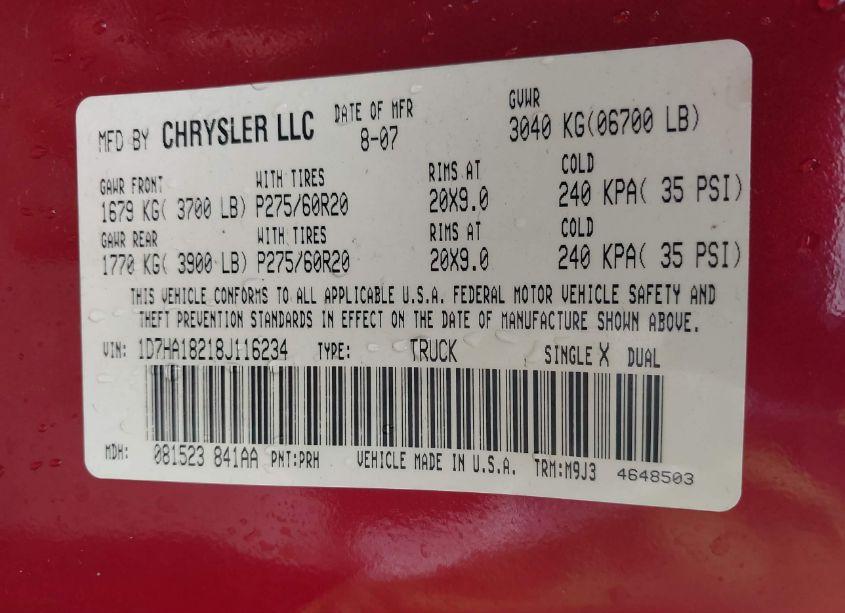 MFD BY CHRYSLER LLC DATE OF MFR 8-07 GVWR 3040 KG(06700 LB)
GAWR FRONT WITH TIRES RIMS AT COLD
1679 KG( 3700 LB) P275/60R20 20X9.0 240 KPA( 35 PSI)
GAWR REAR WITH TIRES RIMS AT COLD
1770 KG( 3900 LB) P275/60R20 20X9.0 240 KPA( 35 PSI)
THIS VEHICLE CONFORMS TO ALL APPLICABLE U.S.A. FEDERAL MOTOR VEHICLE SAFETY AND
THEFT PREVENTION STANDARDS IN EFFECT ON THE DATE OF MANUFACTURE SHOWN ABOVE.
VIN: 1D7HA18218J116234 TYPE: TRUCK SINGLE X DUAL
MDH: 081523 841AA PNT:PRH VEHICLE MADE IN U.S.A. TRM:M9J3 4648503